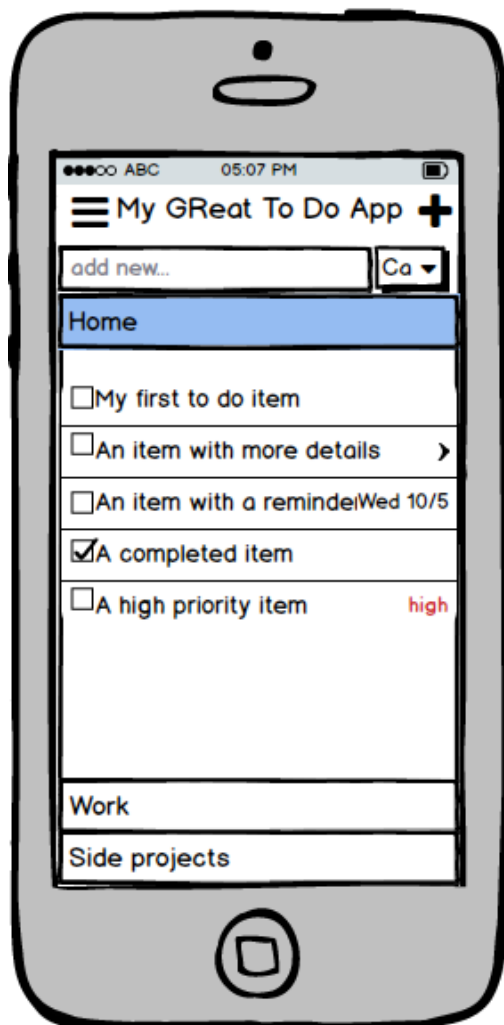 ABC 05:07 PM
My GReat To Do App
add new...
Ca
Home
My first to do item
An item with more details
An item with a reminder Wed 10/5
A completed item
A high priority item high
Work
Side projects